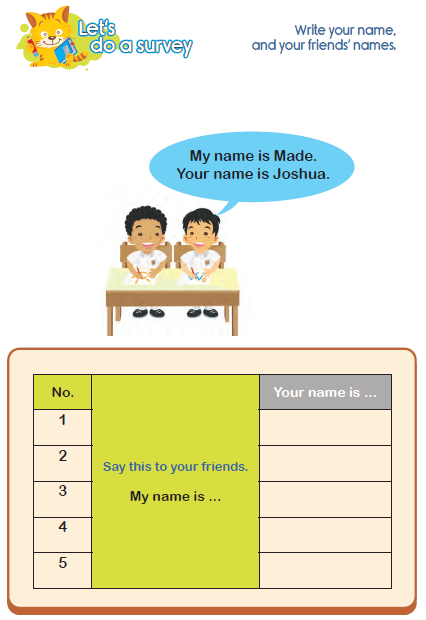 Let's
do a survey
Write your name,
and your friends' names.
My name is Made.
Your name is Joshua.
No.
Your name is ...
1
2
Say this to your friends.
3
My name is ...
4
5